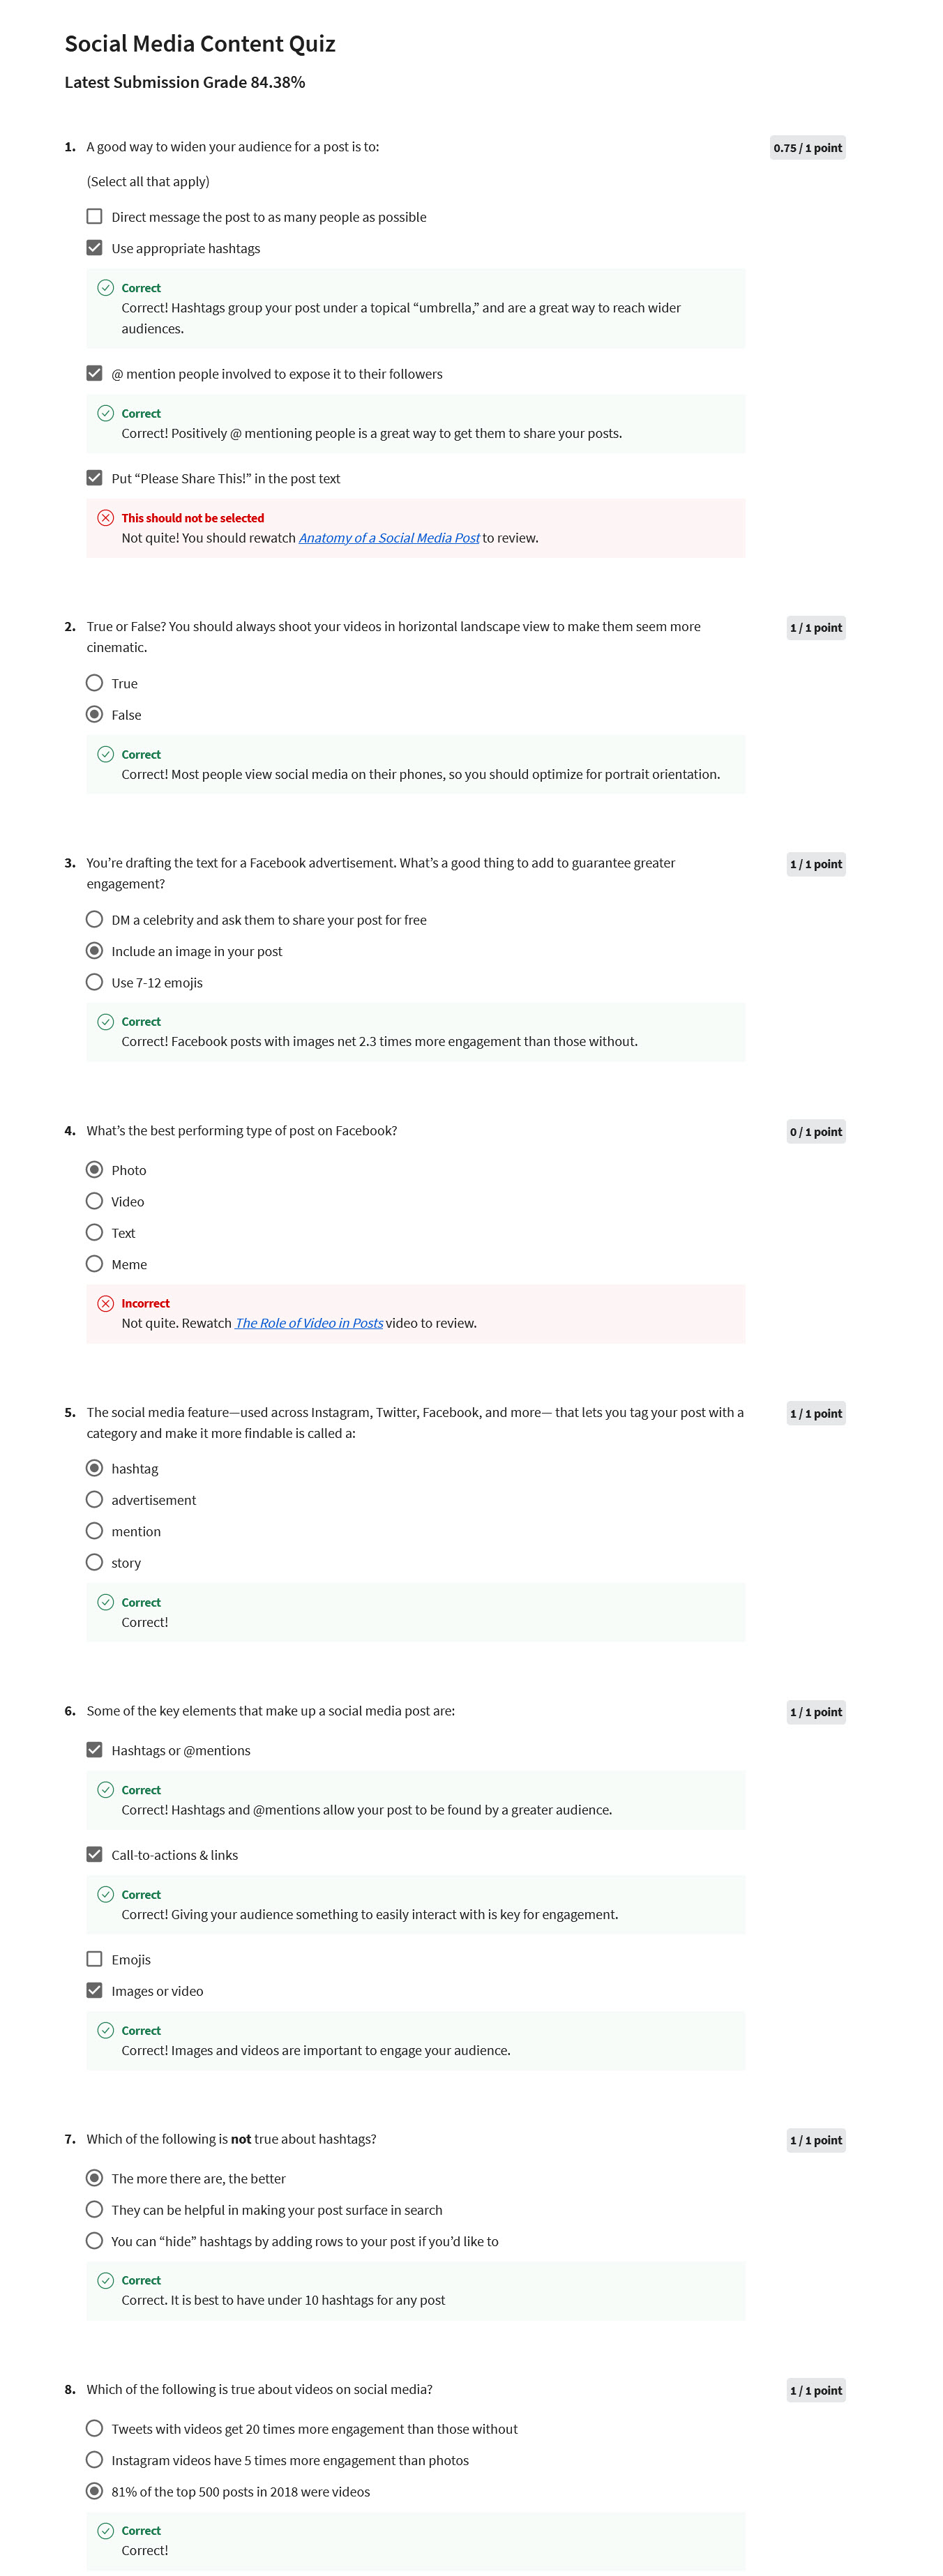 Social Media Content Quiz
Latest Submission Grade 84.38%
1. A good way to widen your audience for a post is to:
0.75 / 1 point
(Select all that apply)
Direct message the post to as many people as possible
Use appropriate hashtags
Correct
Correct! Hashtags group your post under a topical “umbrella,” and are a great way to reach wider
audiences.
@ mention people involved to expose it to their followers
Correct
Correct! Positively @ mentioning people is a great way to get them to share your posts.
Put “Please Share This!” in the post text
This should not be selected
Not quite! You should rewatch Anatomy of a Social Media Post to review.
2. True or False? You should always shoot your videos in horizontal landscape view to make them seem more
cinematic.
1 / 1 point
True
False
Correct
Correct! Most people view social media on their phones, so you should optimize for portrait orientation.
3. You’re drafting the text for a Facebook advertisement. What’s a good thing to add to guarantee greater
engagement?
1 / 1 point
DM a celebrity and ask them to share your post for free
Include an image in your post
Use 7-12 emojis
Correct
Correct! Facebook posts with images net 2.3 times more engagement than those without.
4. What’s the best performing type of post on Facebook?
0 / 1 point
Photo
Video
Text
Meme
Incorrect
Not quite. Rewatch The Role of Video in Posts video to review.
5. The social media feature—used across Instagram, Twitter, Facebook, and more— that lets you tag your post with a
category and make it more findable is called a:
1 / 1 point
hashtag
advertisement
mention
story
Correct
Correct!
6. Some of the key elements that make up a social media post are:
1 / 1 point
Hashtags or @mentions
Correct
Correct! Hashtags and @mentions allow your post to be found by a greater audience.
Call-to-actions & links
Correct
Correct! Giving your audience something to easily interact with is key for engagement.
Emojis
Images or video
Correct
Correct! Images and videos are important to engage your audience.
7. Which of the following is not true about hashtags?
1 / 1 point
The more there are, the better
They can be helpful in making your post surface in search
You can “hide” hashtags by adding rows to your post if you’d like to
Correct
Correct. It is best to have under 10 hashtags for any post
8. Which of the following is true about videos on social media?
1 / 1 point
Tweets with videos get 20 times more engagement than those without
Instagram videos have 5 times more engagement than photos
81% of the top 500 posts in 2018 were videos
Correct
Correct!